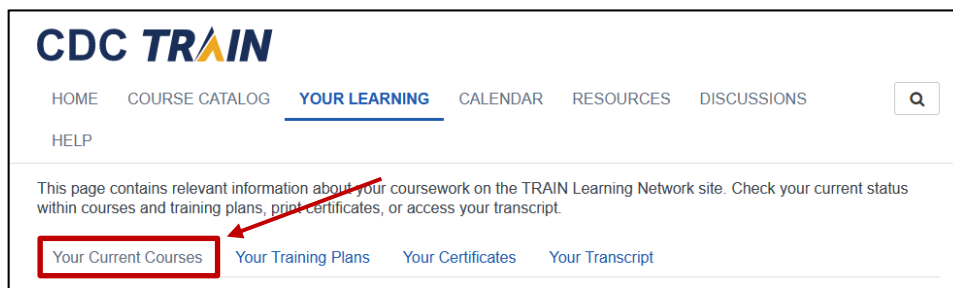 CDC TRAIN
HOME COURSE CATALOG YOUR LEARNING CALENDAR RESOURCES DISCUSSIONS
HELP
This page contains relevant information about your coursework on the TRAIN Learning Network site. Check your current status
within courses and training plans, print certificates, or access your transcript.
Your Current Courses Your Training Plans Your Certificates Your Transcript